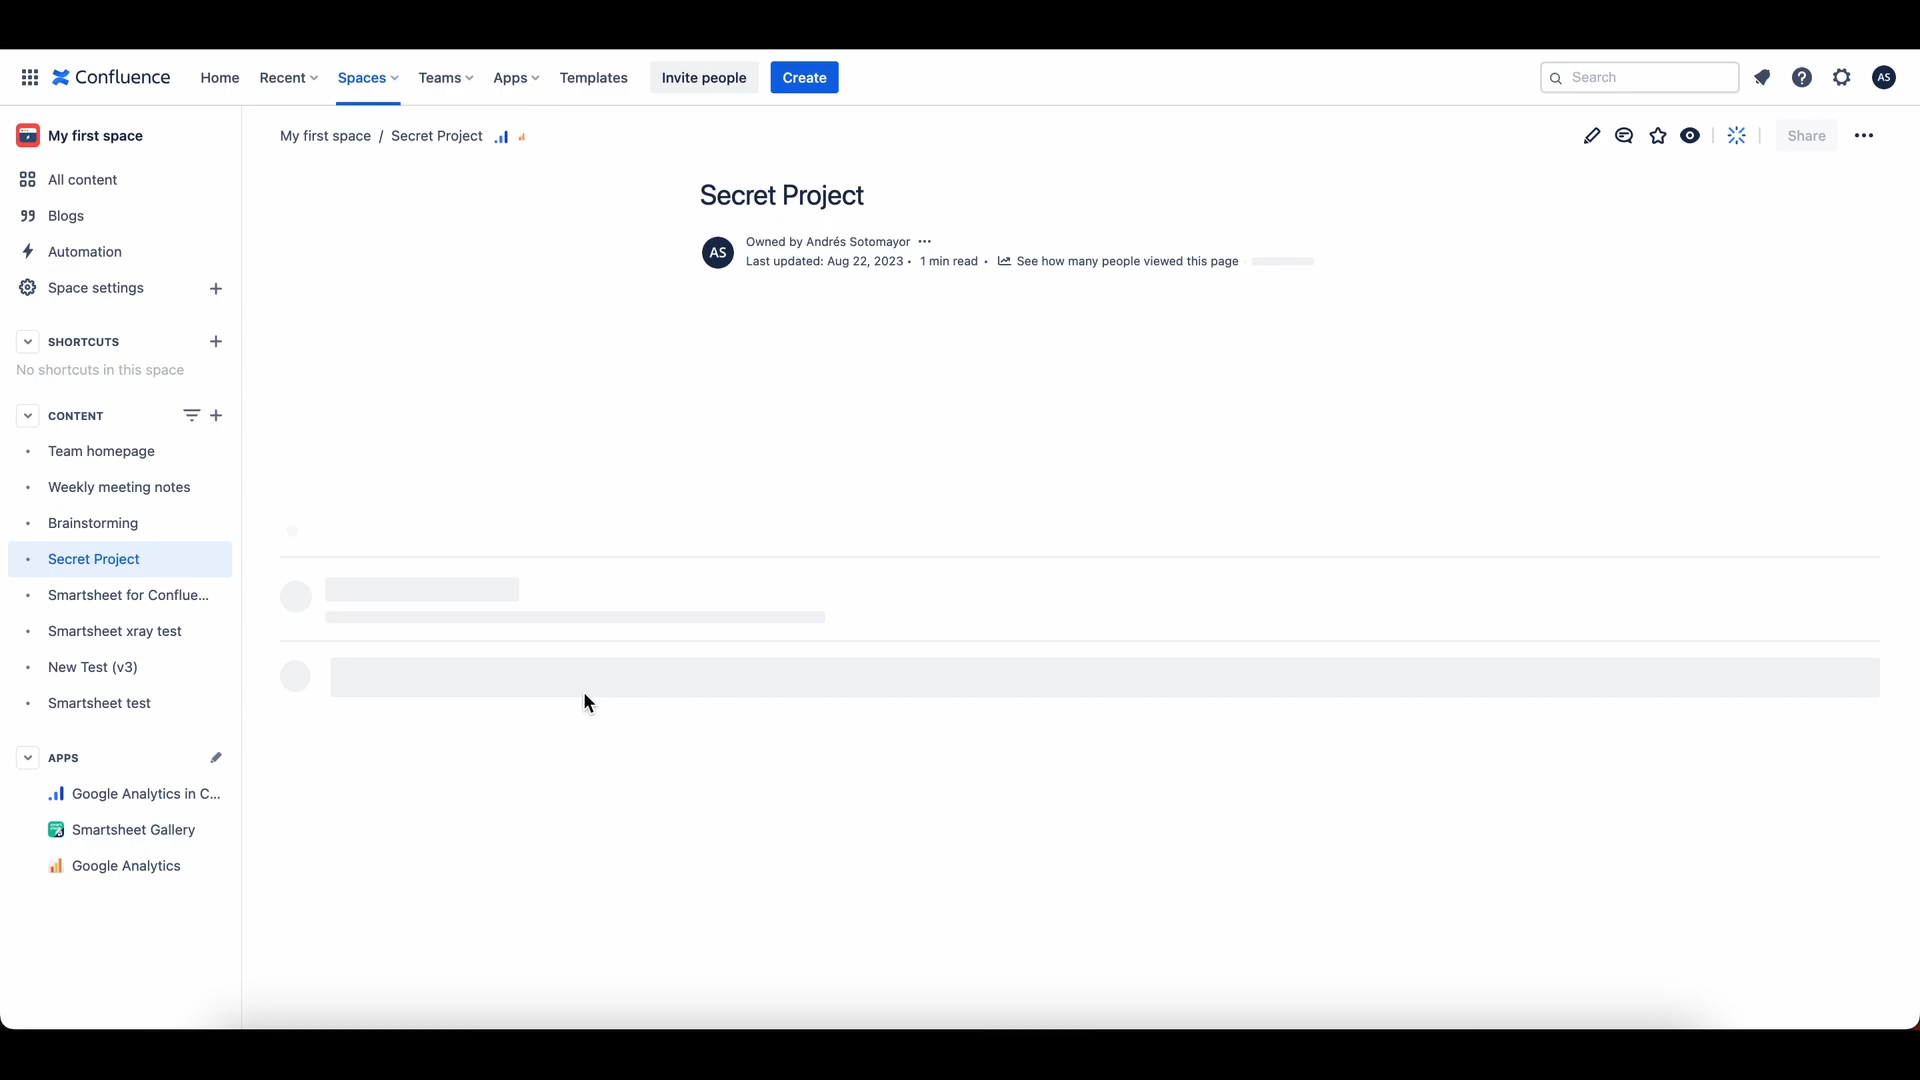 Confluence Home Recent Spaces Teams Apps Templates Invite people Create Search AS
My first space
All content
Blogs
Automation
Space settings
SHORTCUTS
No shortcuts in this space
CONTENT
Team homepage
Weekly meeting notes
Brainstorming
Secret Project
Smartsheet for Conflue...
Smartsheet xray test
New Test (v3)
Smartsheet test
APPS
Google Analytics in C...
Smartsheet Gallery
Google Analytics
My first space / Secret Project
Share
Secret Project
AS
Owned by Andrés Sotomayor
Last updated: Aug 22, 2023 • 1 min read • See how many people viewed this page